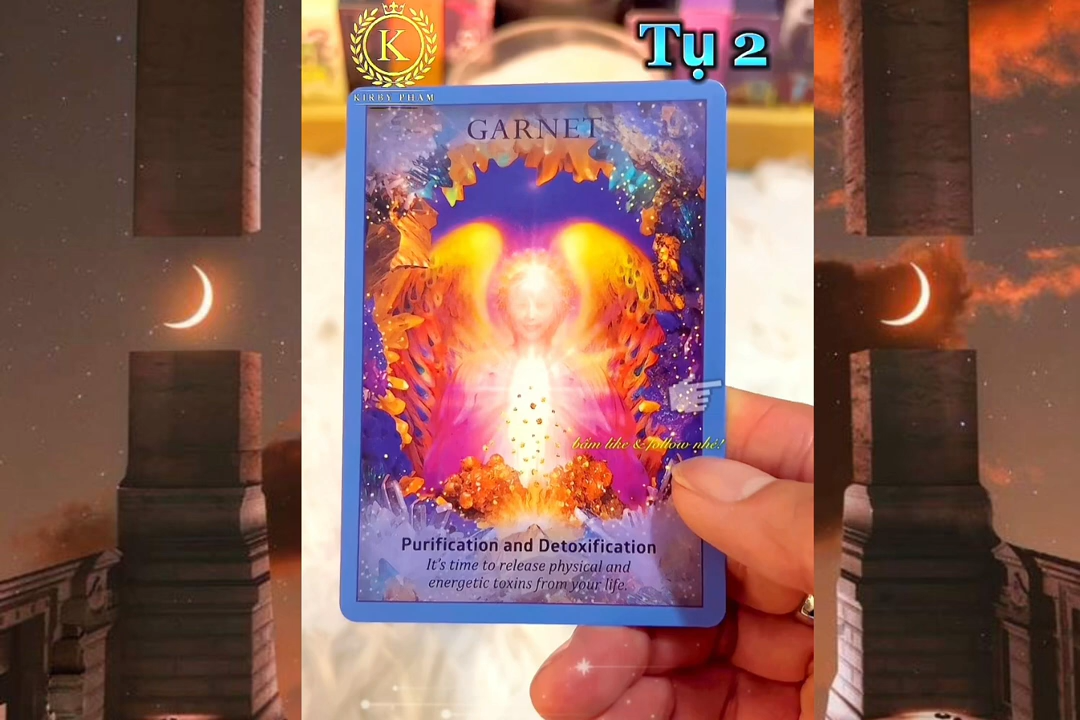 K
KIRBY PHAM
Tụ 2
GARNET
bấm like & follow nhé!
Purification and Detoxification
It's time to release physical and
energetic toxins from your life.